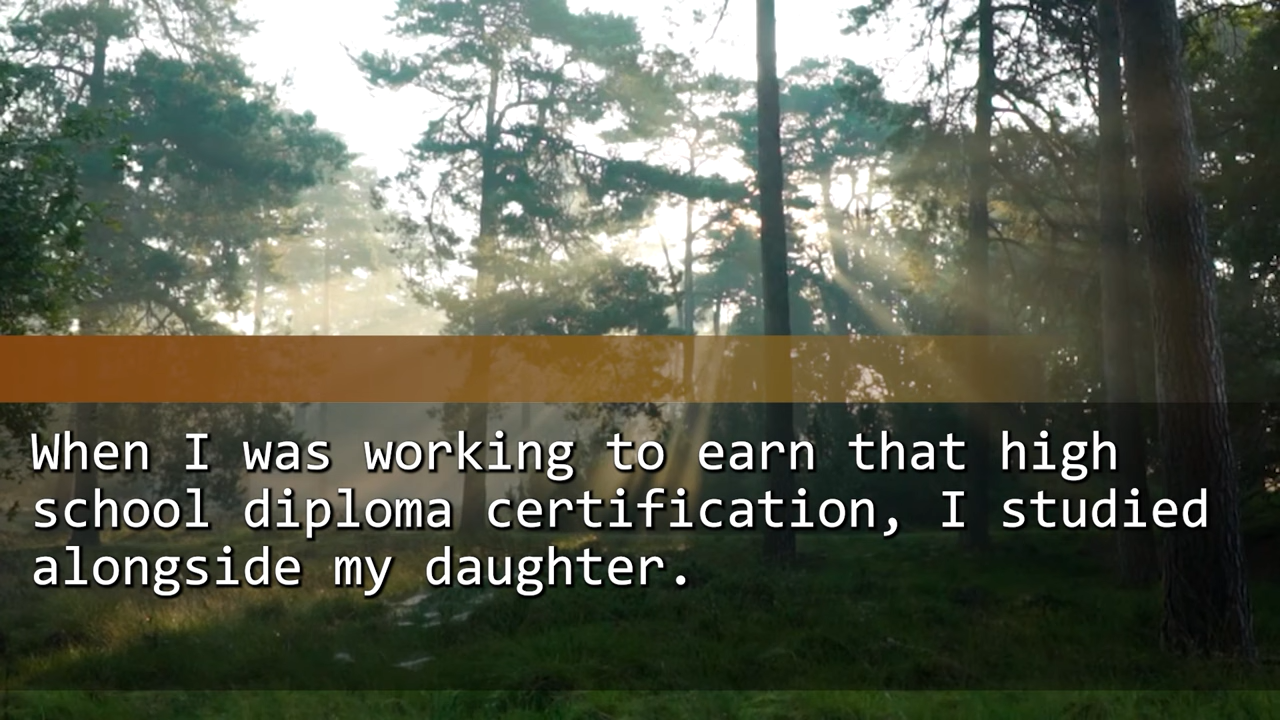 When I was working to earn that high
school diploma certification, I studied
alongside my daughter.